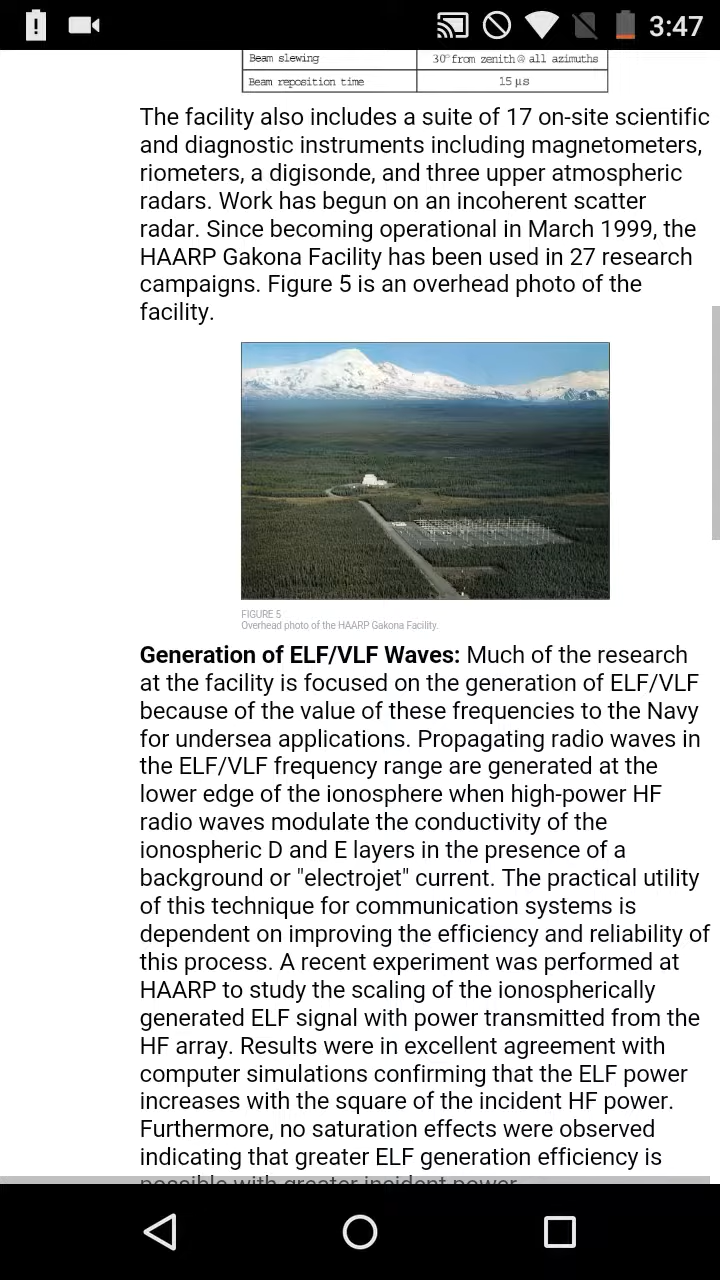 3:47
Beam slewing 30° from zenith @ all azimuths
Beam reposition time 15 µs
The facility also includes a suite of 17 on-site scientific
and diagnostic instruments including magnetometers,
riometers, a digisonde, and three upper atmospheric
radars. Work has begun on an incoherent scatter
radar. Since becoming operational in March 1999, the
HAARP Gakona Facility has been used in 27 research
campaigns. Figure 5 is an overhead photo of the
facility.
FIGURE 5
Overhead photo of the HAARP Gakona Facility.
Generation of ELF/VLF Waves: Much of the research
at the facility is focused on the generation of ELF/VLF
because of the value of these frequencies to the Navy
for undersea applications. Propagating radio waves in
the ELF/VLF frequency range are generated at the
lower edge of the ionosphere when high-power HF
radio waves modulate the conductivity of the
ionospheric D and E layers in the presence of a
background or "electrojet" current. The practical utility
of this technique for communication systems is
dependent on improving the efficiency and reliability of
this process. A recent experiment was performed at
HAARP to study the scaling of the ionospherically
generated ELF signal with power transmitted from the
HF array. Results were in excellent agreement with
computer simulations confirming that the ELF power
increases with the square of the incident HF power.
Furthermore, no saturation effects were observed
indicating that greater ELF generation efficiency is
possible with greater incident power.